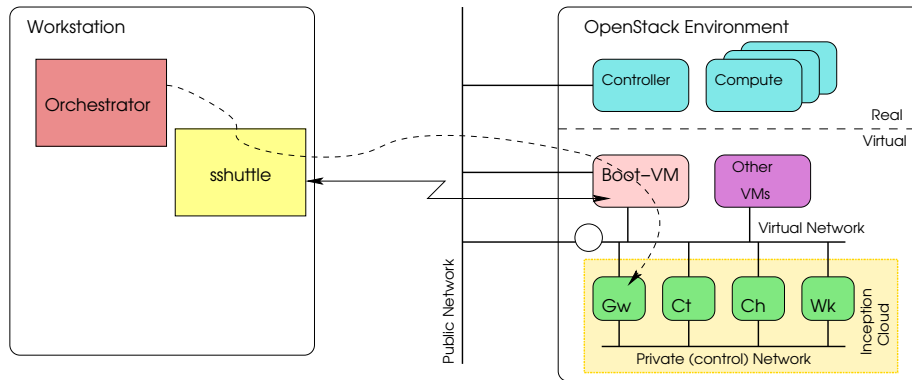 Workstation
Orchestrator
sshuttle
Public Network
OpenStack Environment
Controller
Compute
Real
Virtual
Boot–VM
Other
VMs
Virtual Network
Gw
Ct
Ch
Wk
Inception
Cloud
Private (control) Network